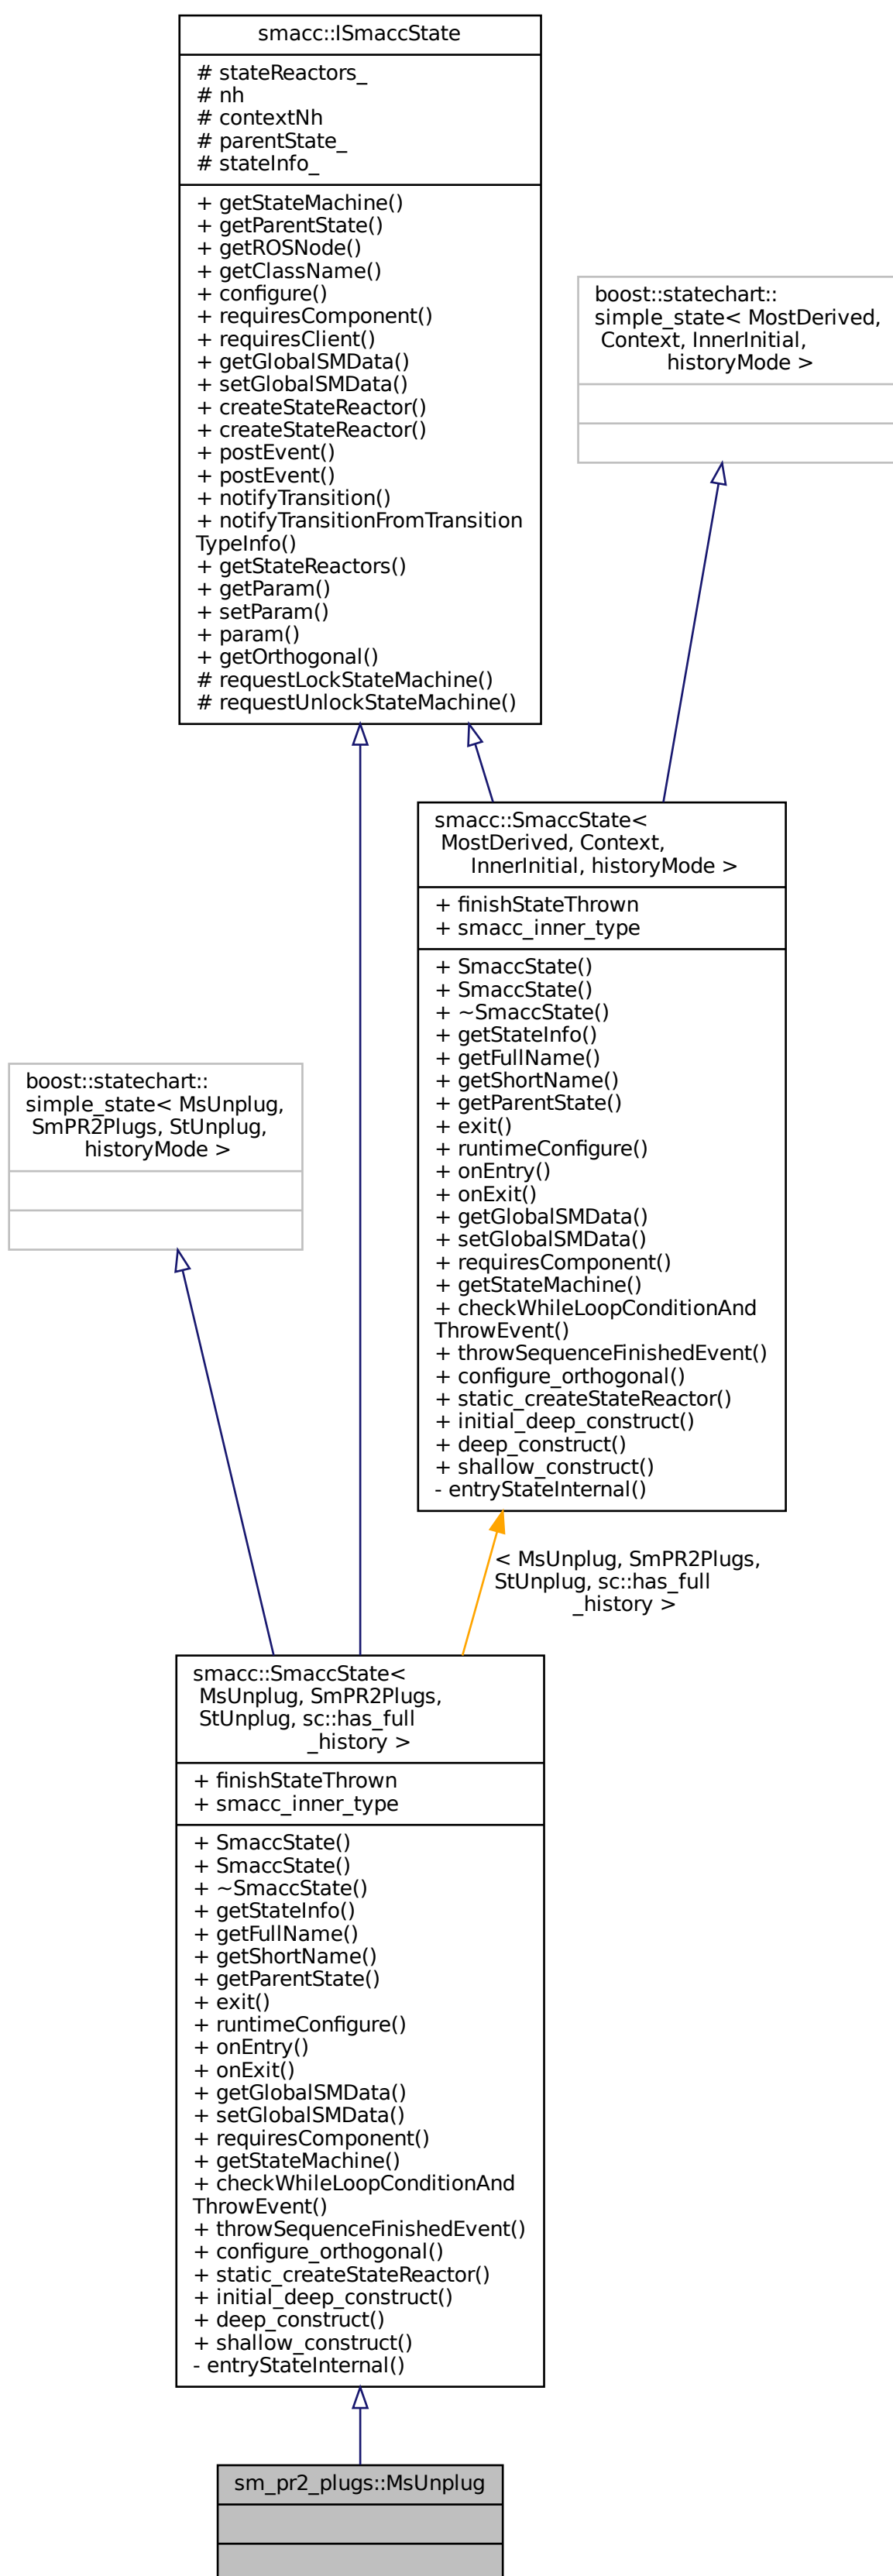 smacc::ISmaccState
# stateReactors_
# nh
# contextNh
# parentState_
# stateInfo_
+ getStateMachine()
+ getParentState()
+ getROSNode()
+ getClassName()
+ configure()
+ requiresComponent()
+ requiresClient()
+ getGlobalSMData()
+ setGlobalSMData()
+ createStateReactor()
+ createStateReactor()
+ postEvent()
+ postEvent()
+ notifyTransition()
+ notifyTransitionFromTransition
TypeInfo()
+ getStateReactors()
+ getParam()
+ setParam()
+ param()
+ getOrthogonal()
# requestLockStateMachine()
# requestUnlockStateMachine()
boost::statechart::
simple_state< MostDerived,
Context, InnerInitial,
historyMode >
smacc::SmaccState<
MostDerived, Context,
InnerInitial, historyMode >
+ finishStateThrown
+ smacc_inner_type
+ SmaccState()
+ SmaccState()
+ ~SmaccState()
+ getStateInfo()
+ getFullName()
+ getShortName()
+ getParentState()
+ exit()
+ runtimeConfigure()
+ onEntry()
+ onExit()
+ getGlobalSMData()
+ setGlobalSMData()
+ requiresComponent()
+ getStateMachine()
+ checkWhileLoopConditionAnd
ThrowEvent()
+ throwSequenceFinishedEvent()
+ configure_orthogonal()
+ static_createStateReactor()
+ initial_deep_construct()
+ deep_construct()
+ shallow_construct()
- entryStateInternal()
boost::statechart::
simple_state< MsUnplug,
SmPR2Plugs, StUnplug,
historyMode >
< MsUnplug, SmPR2Plugs,
StUnplug, sc::has_full
_history >
smacc::SmaccState<
MsUnplug, SmPR2Plugs,
StUnplug, sc::has_full
_history >
+ finishStateThrown
+ smacc_inner_type
+ SmaccState()
+ SmaccState()
+ ~SmaccState()
+ getStateInfo()
+ getFullName()
+ getShortName()
+ getParentState()
+ exit()
+ runtimeConfigure()
+ onEntry()
+ onExit()
+ getGlobalSMData()
+ setGlobalSMData()
+ requiresComponent()
+ getStateMachine()
+ checkWhileLoopConditionAnd
ThrowEvent()
+ throwSequenceFinishedEvent()
+ configure_orthogonal()
+ static_createStateReactor()
+ initial_deep_construct()
+ deep_construct()
+ shallow_construct()
- entryStateInternal()
sm_pr2_plugs::MsUnplug